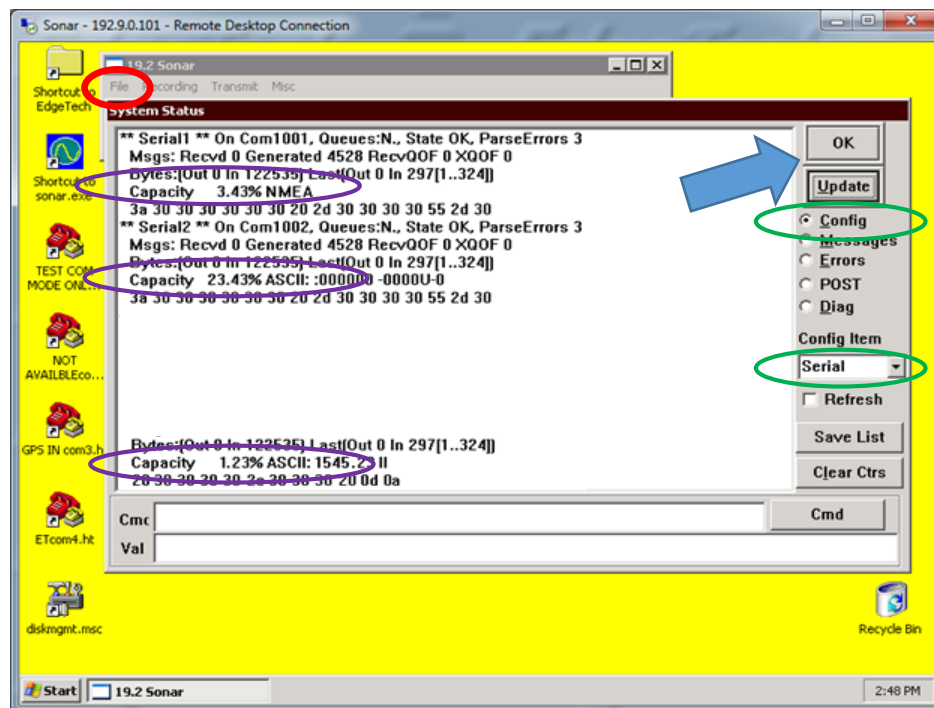 Sonar - 192.9.0.101 - Remote Desktop Connection
Shortcut to
EdgeTech
Shortcut to
sonar.exe
TEST COM
MODE ONL...
NOT
AVAILBLEco...
GPS IN com3.h
ETcom4.ht
diskmgmt.msc
19.2 Sonar
File Recording Transmit Misc
System Status
** Serial1 ** On Com1001, Queues:N., State OK, ParseErrors 3
Msgs: Recvd 0 Generated 4528 RecvQOF 0 XQOF 0
Bytes:[Out 0 In 122535] Last[Out 0 In 297[1..324]]
Capacity 3.43% NMEA
3a 30 30 30 30 30 30 20 2d 30 30 30 30 55 2d 30
** Serial2 ** On Com1002, Queues:N., State OK, ParseErrors 3
Msgs: Recvd 0 Generated 4528 RecvQOF 0 XQOF 0
Bytes:[Out 0 In 122535] Last[Out 0 In 297[1..324]]
Capacity 23.43% ASCII: :000000 -0000U-0
3a 30 30 30 30 30 30 20 2d 30 30 30 30 55 2d 30
Bytes:[Out 0 In 122535] Last[Out 0 In 297[1..324]]
Capacity 1.23% ASCII: 1545.2 II
20 30 30 30 30 2e 30 30 30 20 0d 0a
OK
Update
Config
Messages
Errors
POST
Diag
Config Item
Serial
Refresh
Save List
Clear Ctrs
Cmd
Val
Cmd
Recycle Bin
Start
19.2 Sonar
2:48 PM